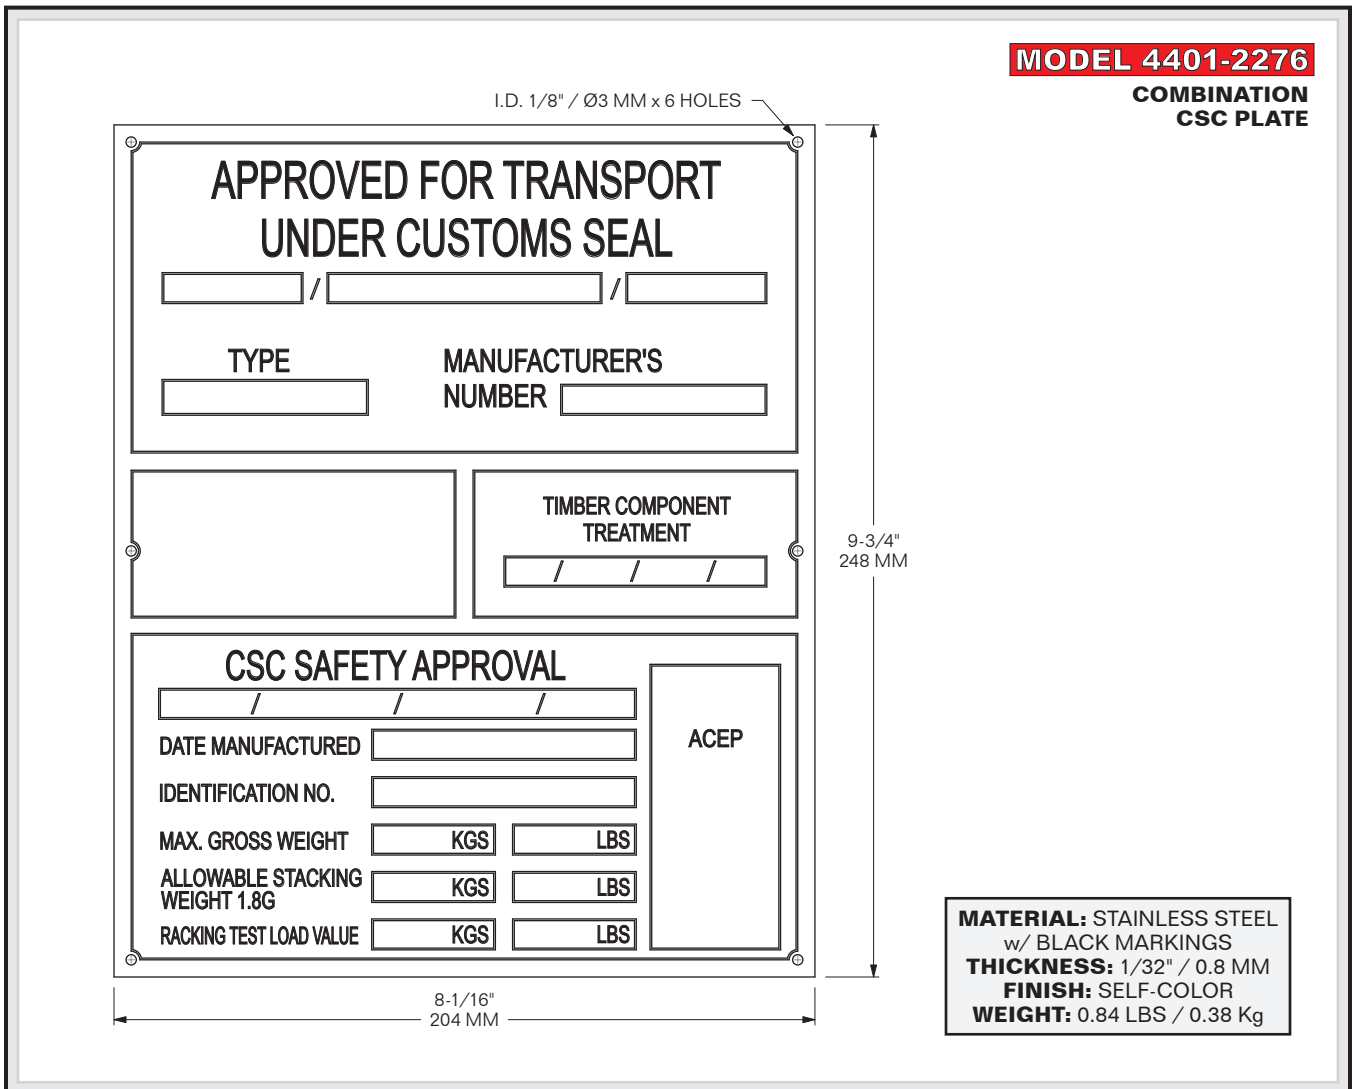 MODEL 4401-2276
COMBINATION
CSC PLATE
I.D. 1/8" / Ø3 MM x 6 HOLES
APPROVED FOR TRANSPORT
UNDER CUSTOMS SEAL
/ /
TYPE
MANUFACTURER'S
NUMBER
TIMBER COMPONENT
TREATMENT
/ / /
9-3/4"
248 MM
CSC SAFETY APPROVAL
/ / /
DATE MANUFACTURED
ACEP
IDENTIFICATION NO.
MAX. GROSS WEIGHT KGS LBS
ALLOWABLE STACKING
WEIGHT 1.8G KGS LBS
RACKING TEST LOAD VALUE KGS LBS
8-1/16"
204 MM
MATERIAL: STAINLESS STEEL
w/ BLACK MARKINGS
THICKNESS: 1/32" / 0.8 MM
FINISH: SELF-COLOR
WEIGHT: 0.84 LBS / 0.38 Kg